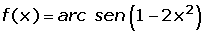 f(x)=arc sen(1-2x²)